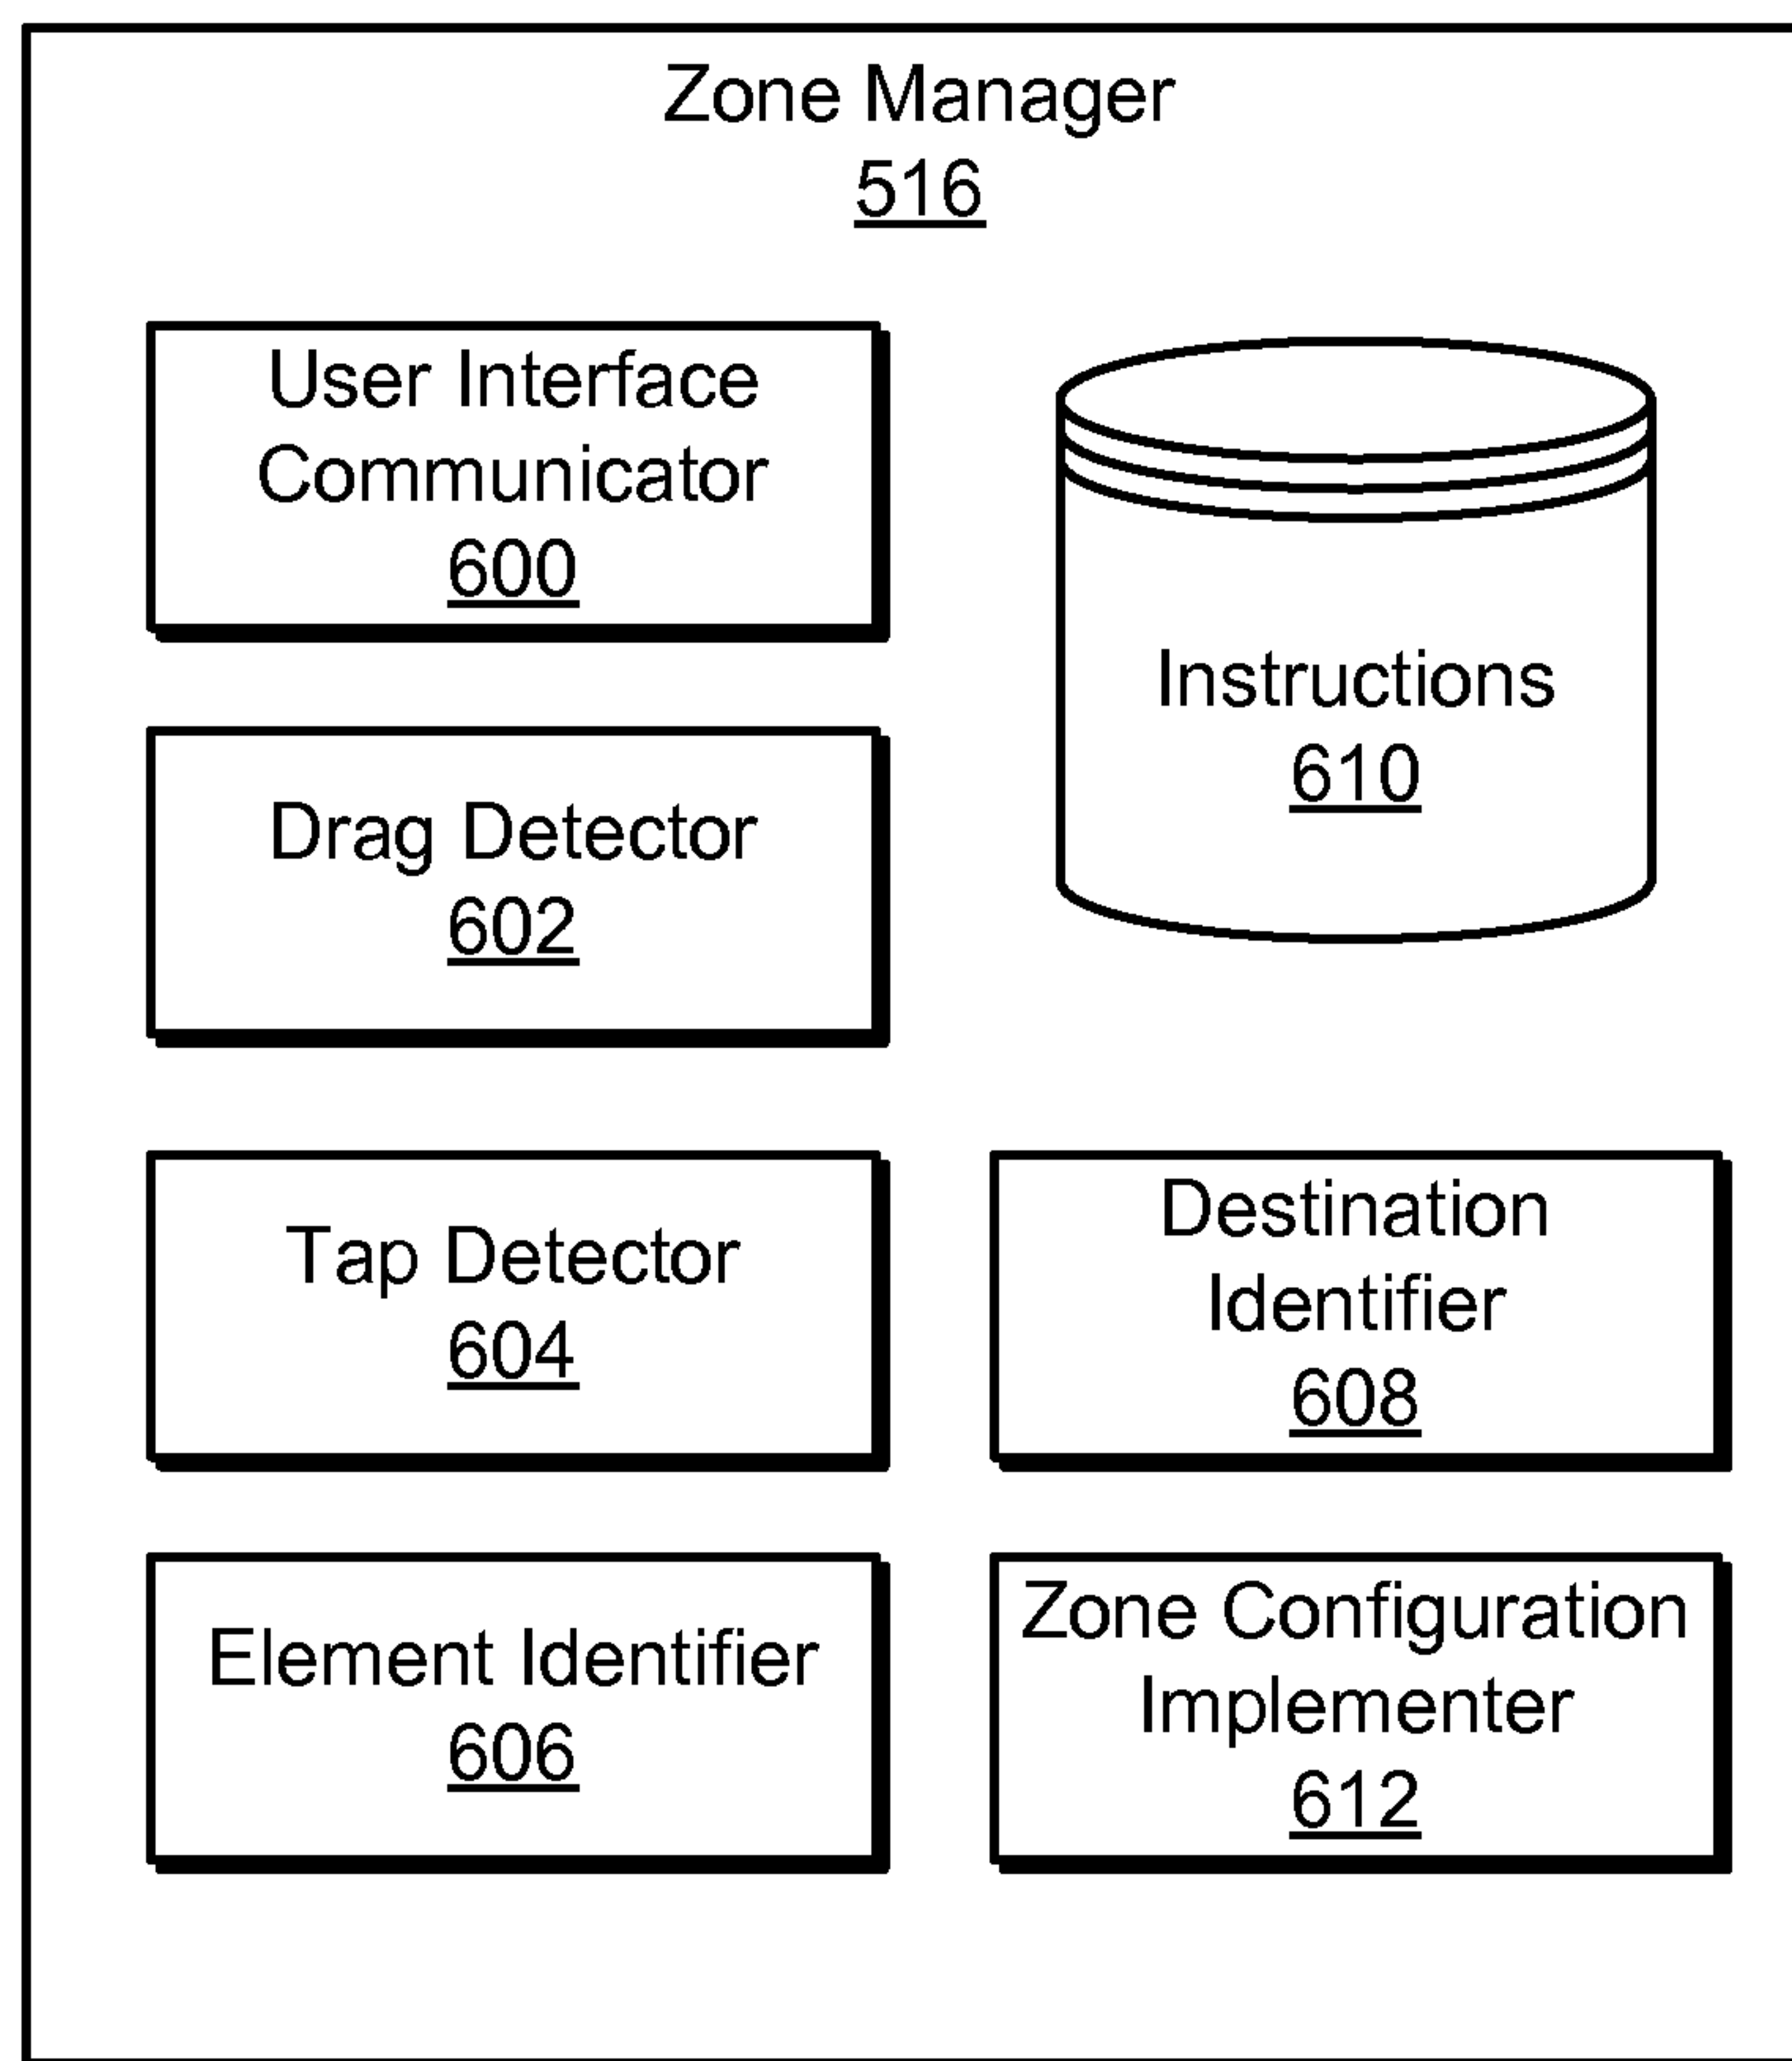 Zone Manager
516
User Interface
Communicator
600
Instructions
610
Drag Detector
602
Tap Detector
604
Destination
Identifier
608
Element Identifier
606
Zone Configuration
Implementer
612